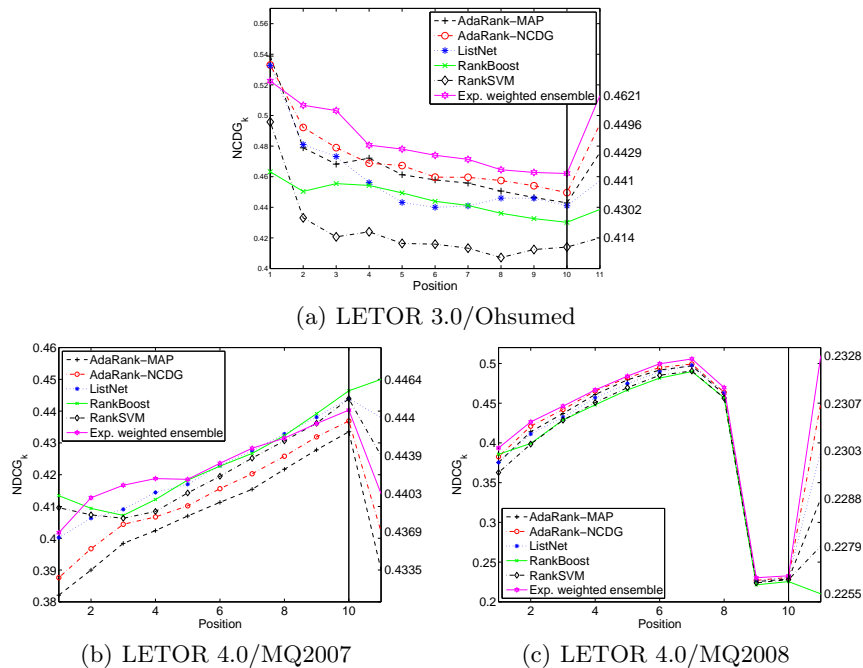 0.56
0.54
0.52
0.5
0.48
0.46
0.44
0.42
0.4
NCDG_k
1 2 3 4 5 6 7 8 9 10 11
Position
AdaRank−MAP
AdaRank−NCDG
ListNet
RankBoost
RankSVM
Exp. weighted ensemble
0.4621
0.4496
0.4429
0.441
0.4302
0.414
(a) LETOR 3.0/Ohsumed
0.46
0.45
0.44
0.43
0.42
0.41
0.4
0.39
0.38
NDCG_k
2 4 6 8 10
Position
AdaRank−MAP
AdaRank−NCDG
ListNet
RankBoost
RankSVM
Exp. weighted ensemble
0.4464
0.444
0.4439
0.4403
0.4369
0.4335
(b) LETOR 4.0/MQ2007
0.5
0.45
0.4
0.35
0.3
0.25
0.2
NDCG_k
2 4 6 8 10
Position
AdaRank−MAP
AdaRank−NCDG
ListNet
RankBoost
RankSVM
Exp. weighted ensemble
0.2328
0.2307
0.2303
0.2288
0.2279
0.2255
(c) LETOR 4.0/MQ2008